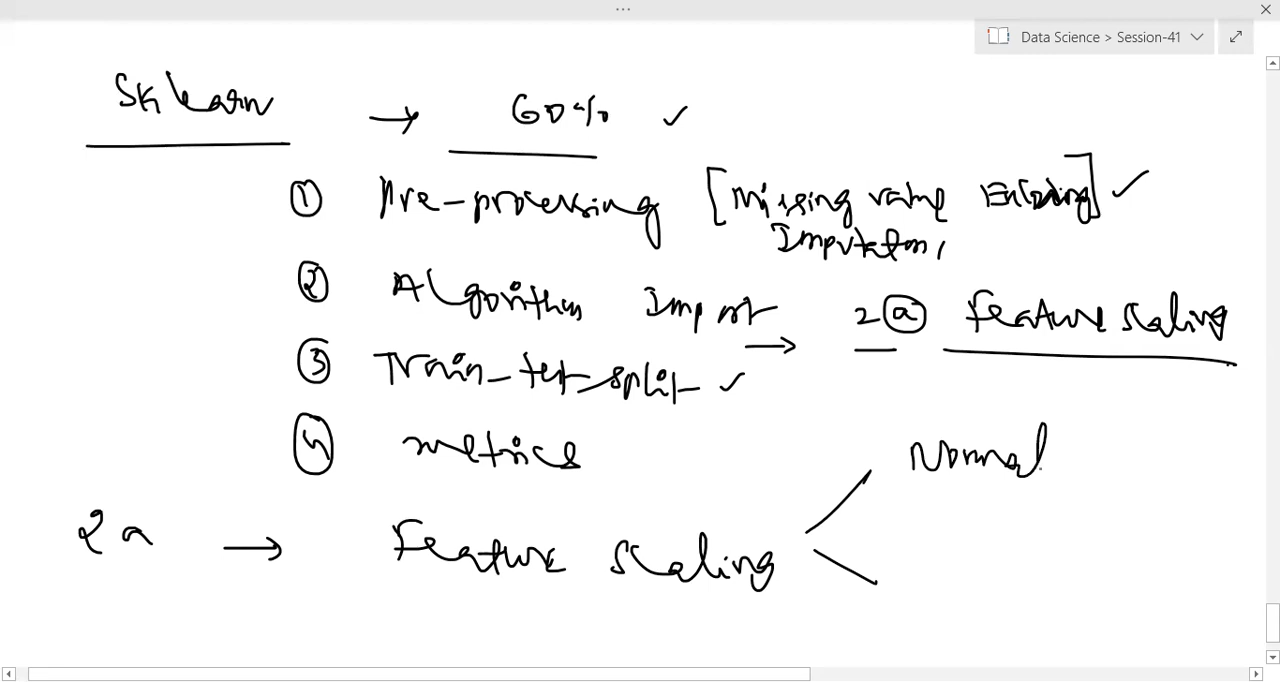 Data Science > Session-41
Sklearn → 60% ✓
① Pre-processing [Missing value Encoding] ✓
Imputation,
② Algorithm Import → 2ⓐ Feature Scaling
③ Train_test_split ✓
④ metrics
Normal
2a → Feature Scaling